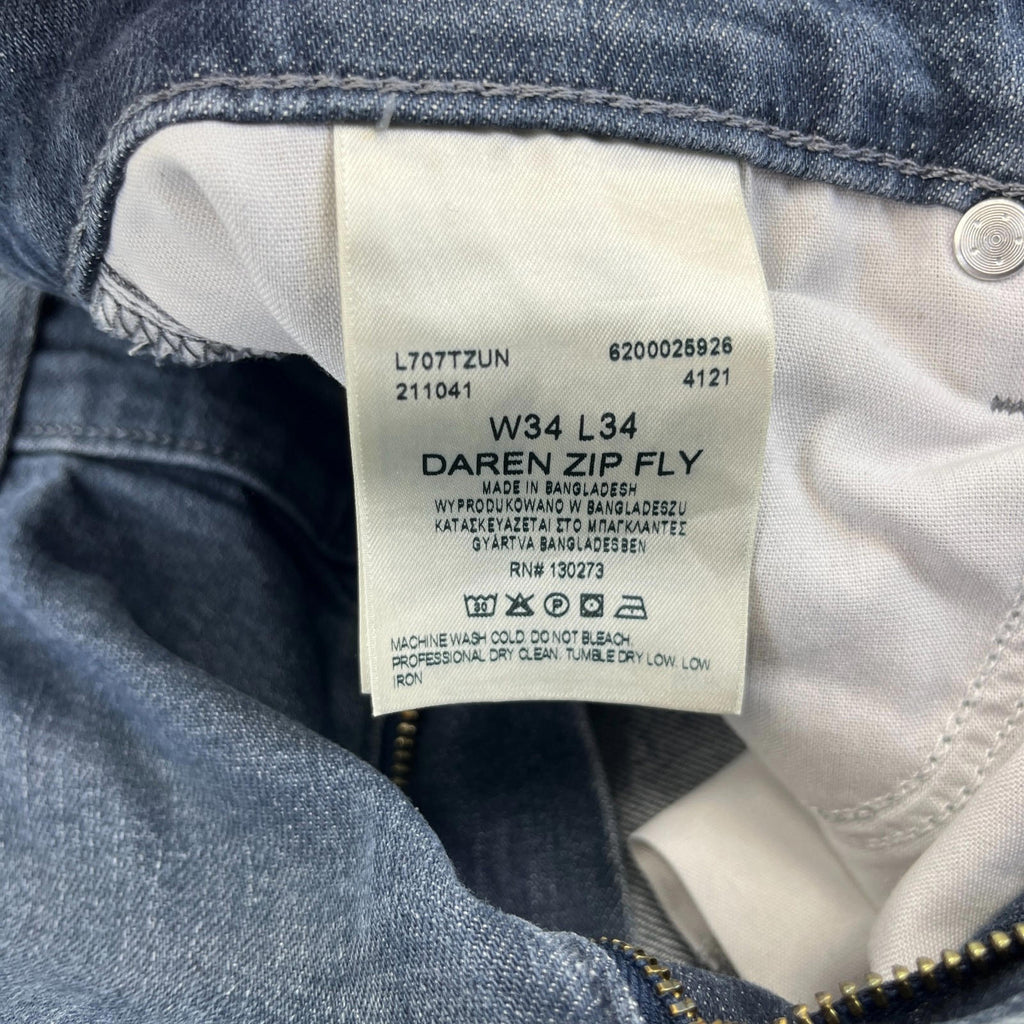 L707TZUN 6200025926
211041 4121
W34 L34
DAREN ZIP FLY
MADE IN BANGLADESH
WYPRODUKOWANO W BANGLADESZU
ΚΑΤΑΣΚΕΥΑΖΕΤΑΙ ΣΤΟ ΜΠΑΓΚΛΑΝΤΕΣ
GYÁRTVA BANGLADESBEN
RN# 130273
30 P
MACHINE WASH COLD. DO NOT BLEACH.
PROFESSIONAL DRY CLEAN. TUMBLE DRY LOW. LOW
IRON